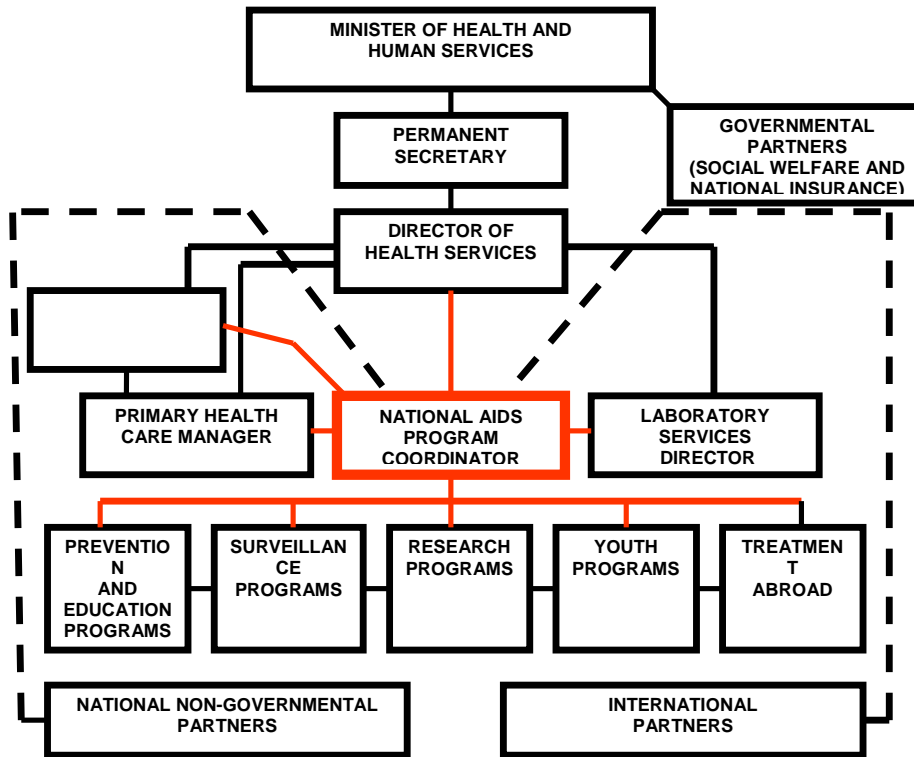 MINISTER OF HEALTH AND
HUMAN SERVICES
PERMANENT
SECRETARY
GOVERNMENTAL
PARTNERS
(SOCIAL WELFARE AND
NATIONAL INSURANCE)
DIRECTOR OF
HEALTH SERVICES
PRIMARY HEALTH
CARE MANAGER
NATIONAL AIDS
PROGRAM
COORDINATOR
LABORATORY
SERVICES
DIRECTOR
PREVENTIO
N
AND
EDUCATION
PROGRAMS
SURVEILLAN
CE
PROGRAMS
RESEARCH
PROGRAMS
YOUTH
PROGRAMS
TREATMEN
T
ABROAD
NATIONAL NON-GOVERNMENTAL
PARTNERS
INTERNATIONAL
PARTNERS